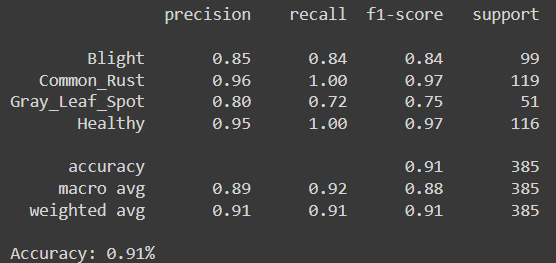 precision recall f1-score support
Blight 0.85 0.84 0.84 99
Common_Rust 0.96 1.00 0.97 119
Gray_Leaf_Spot 0.80 0.72 0.75 51
Healthy 0.95 1.00 0.97 116
accuracy 0.91 385
macro avg 0.89 0.92 0.88 385
weighted avg 0.91 0.91 0.91 385
Accuracy: 0.91%